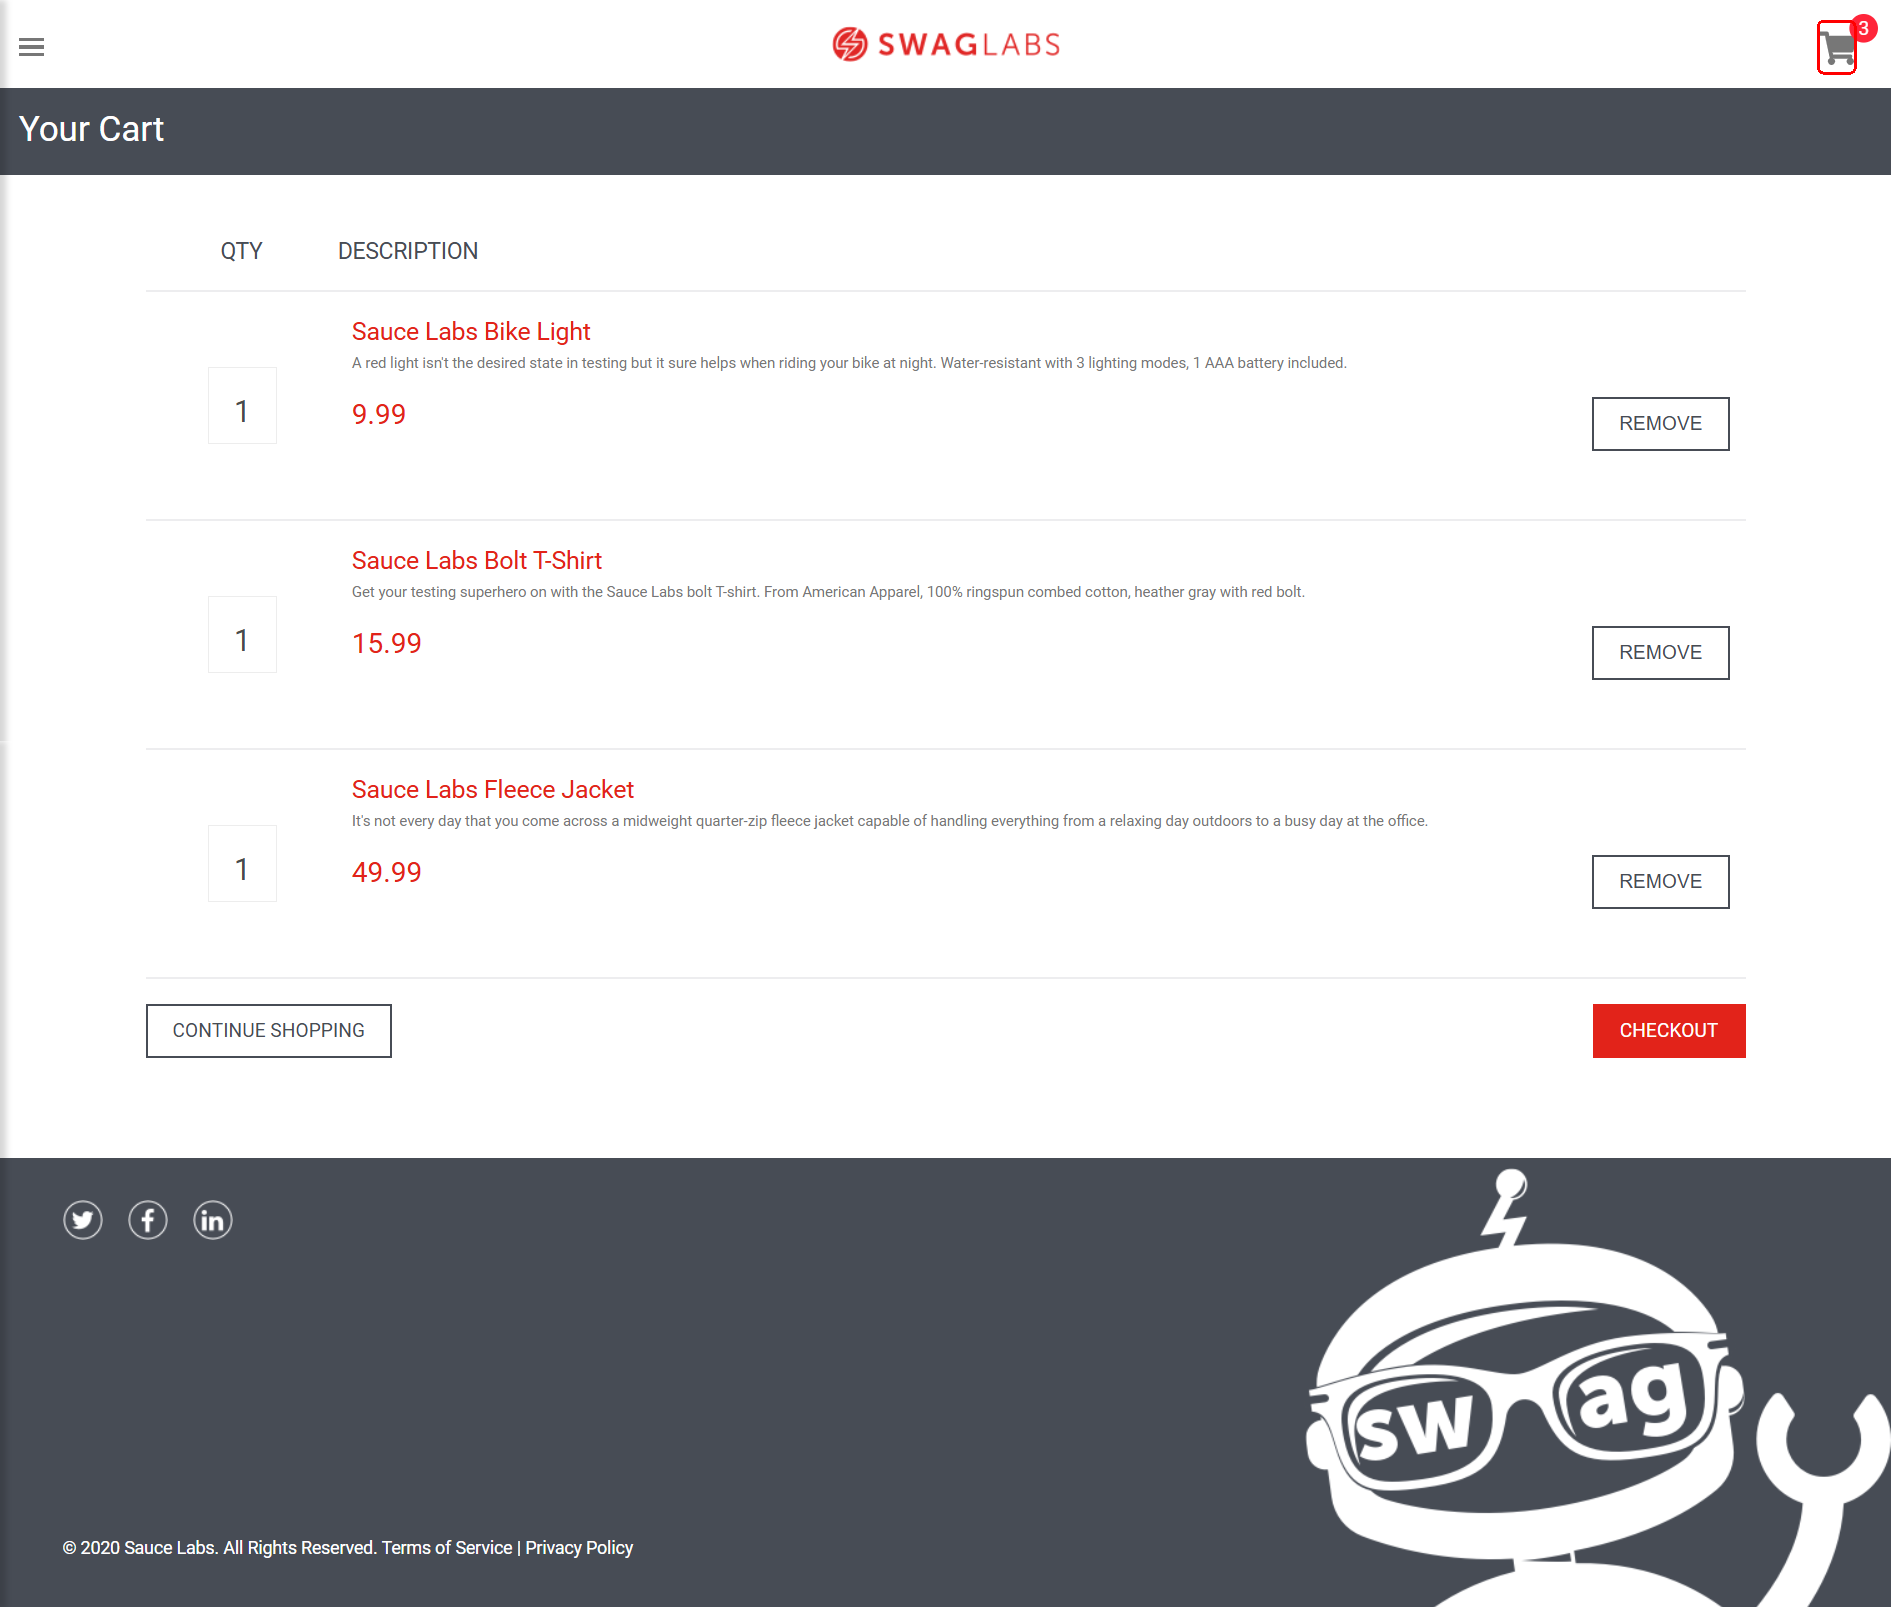 SWAGLABS
3
Your Cart
QTY DESCRIPTION
Sauce Labs Bike Light
A red light isn't the desired state in testing but it sure helps when riding your bike at night. Water-resistant with 3 lighting modes, 1 AAA battery included.
1
9.99
REMOVE
Sauce Labs Bolt T-Shirt
Get your testing superhero on with the Sauce Labs bolt T-shirt. From American Apparel, 100% ringspun combed cotton, heather gray with red bolt.
1
15.99
REMOVE
Sauce Labs Fleece Jacket
It's not every day that you come across a midweight quarter-zip fleece jacket capable of handling everything from a relaxing day outdoors to a busy day at the office.
1
49.99
REMOVE
CONTINUE SHOPPING
CHECKOUT
f in
sw ag
© 2020 Sauce Labs. All Rights Reserved. Terms of Service | Privacy Policy